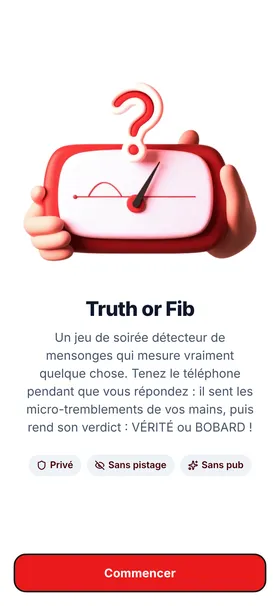 ?
Truth or Fib
Un jeu de soirée détecteur de
mensonges qui mesure vraiment
quelque chose. Tenez le téléphone
pendant que vous répondez : il sent les
micro-tremblements de vos mains, puis
rend son verdict : VÉRITÉ ou BOBARD !
Privé
Sans pistage
Sans pub
Commencer